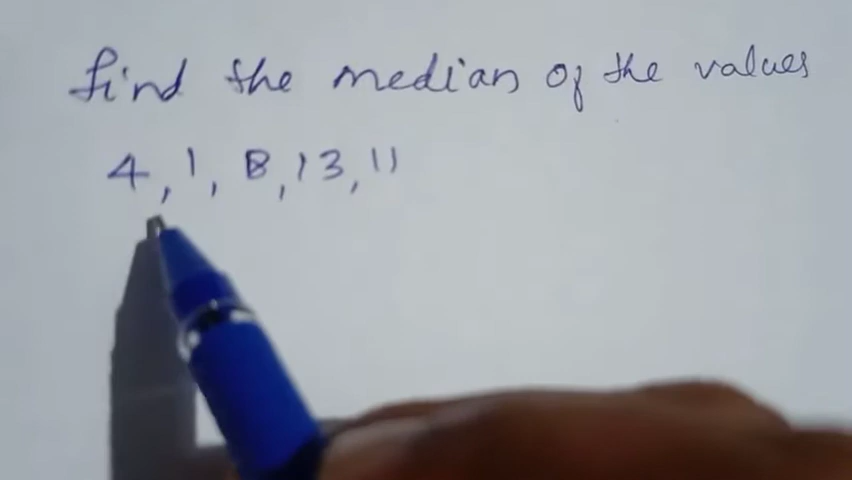 find the median of the values
4, 1, 8, 13, 11